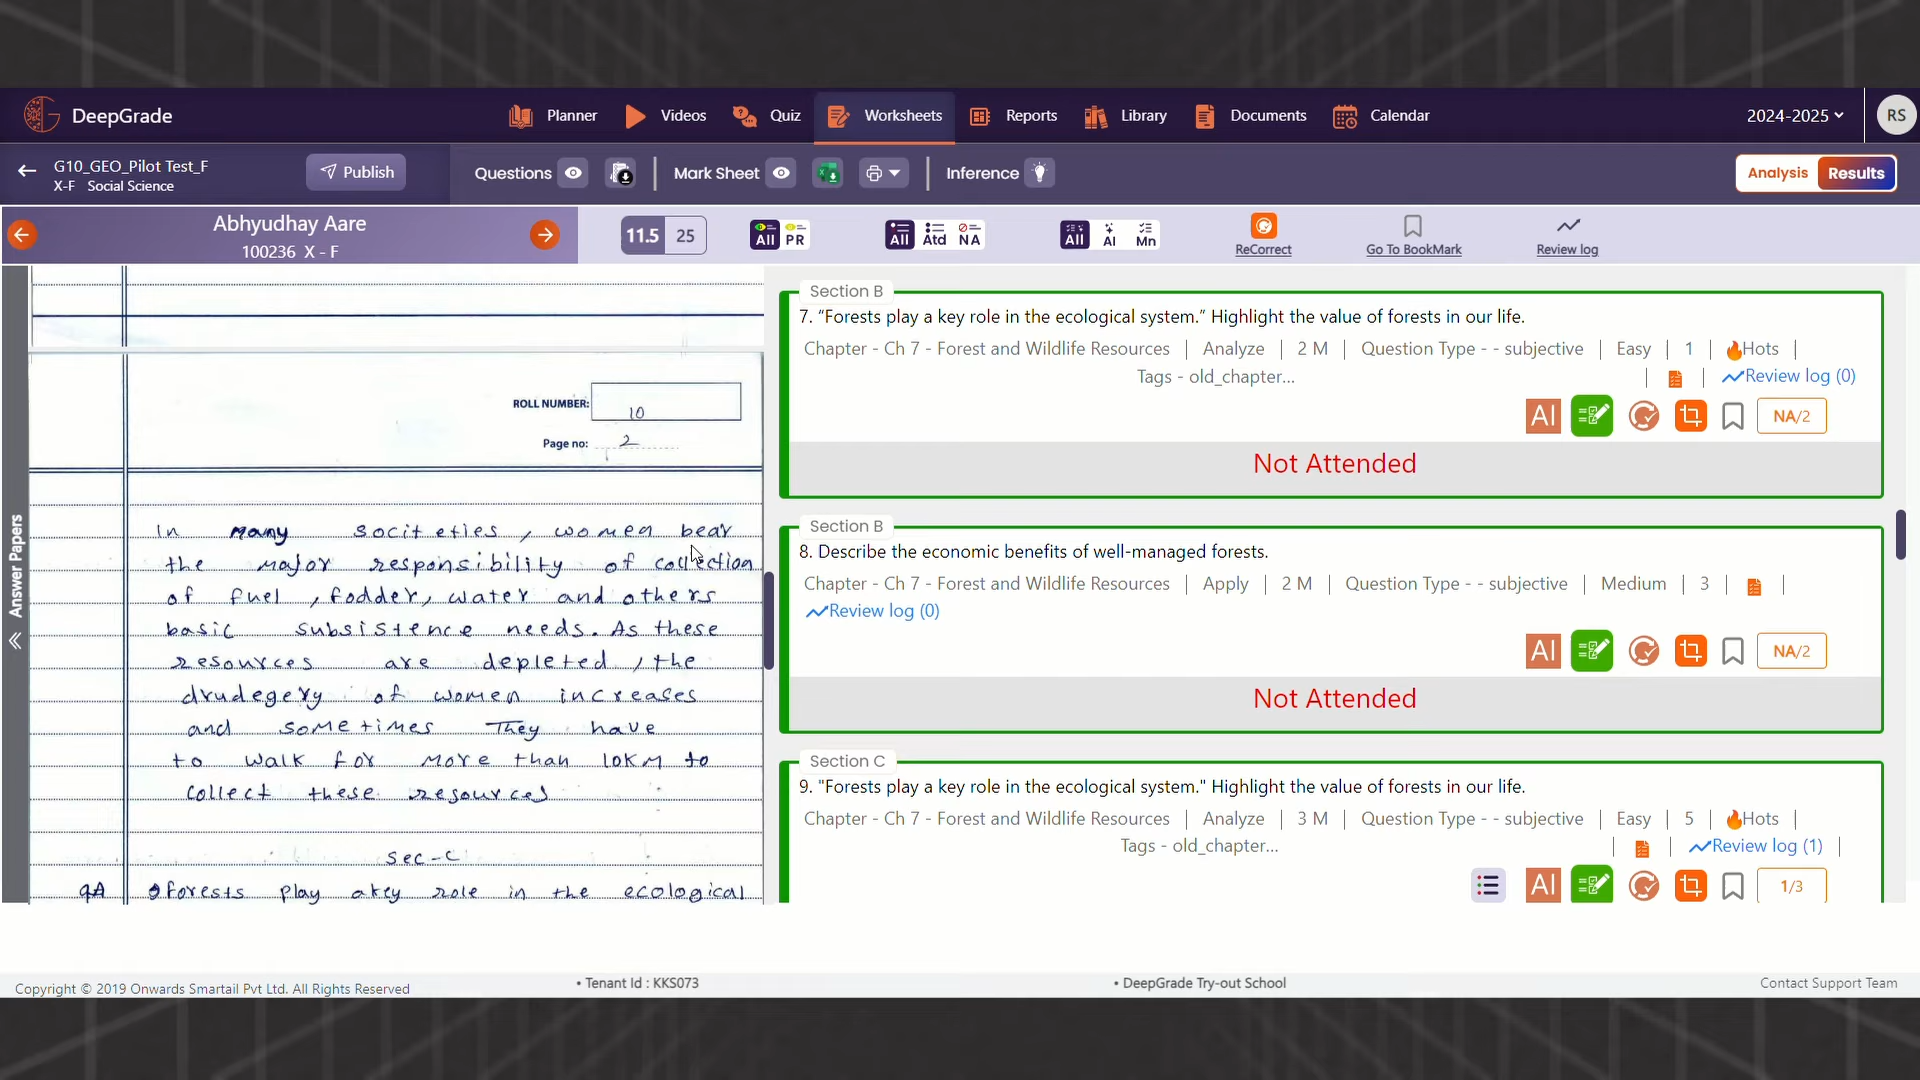 DeepGrade
Planner
Videos
Quiz
Worksheets
Reports
Library
Documents
Calendar
2024-2025
RS
G10_GEO_Pilot Test_F
X-F Social Science
Publish
Questions
Mark Sheet
Inference
Analysis
Results
Abhyudhay Aare
100236 X - F
11.5 25
All PR
All Atd NA
All AI Mn
ReCorrect
Go To BookMark
Review log
Answer Papers
ROLL NUMBER: 10
Page no: 2
In many sociteties, women bear
the major responsibility of collection
of fuel, fodder, water and others
basic subsistence needs. As these
resources are depleted, the
drudegery of women increases
and sometimes They have
to walk for more than 10KM to
collect these resources
Sec-C
9A forests play a key role in the ecological
Section B
7. “Forests play a key role in the ecological system.” Highlight the value of forests in our life.
Chapter - Ch 7 - Forest and Wildlife Resources | Analyze | 2 M | Question Type - - subjective | Easy | 1 | Hots |
Tags - old_chapter... | | Review log (0)
AI NA/2
Not Attended
Section B
8. Describe the economic benefits of well-managed forests.
Chapter - Ch 7 - Forest and Wildlife Resources | Apply | 2 M | Question Type - - subjective | Medium | 3 | |
Review log (0)
AI NA/2
Not Attended
Section C
9. "Forests play a key role in the ecological system." Highlight the value of forests in our life.
Chapter - Ch 7 - Forest and Wildlife Resources | Analyze | 3 M | Question Type - - subjective | Easy | 5 | Hots |
Tags - old_chapter... | | Review log (1) |
AI 1/3
Copyright © 2019 Onwards Smartail Pvt Ltd. All Rights Reserved
• Tenant Id : KKS073
• DeepGrade Try-out School
Contact Support Team